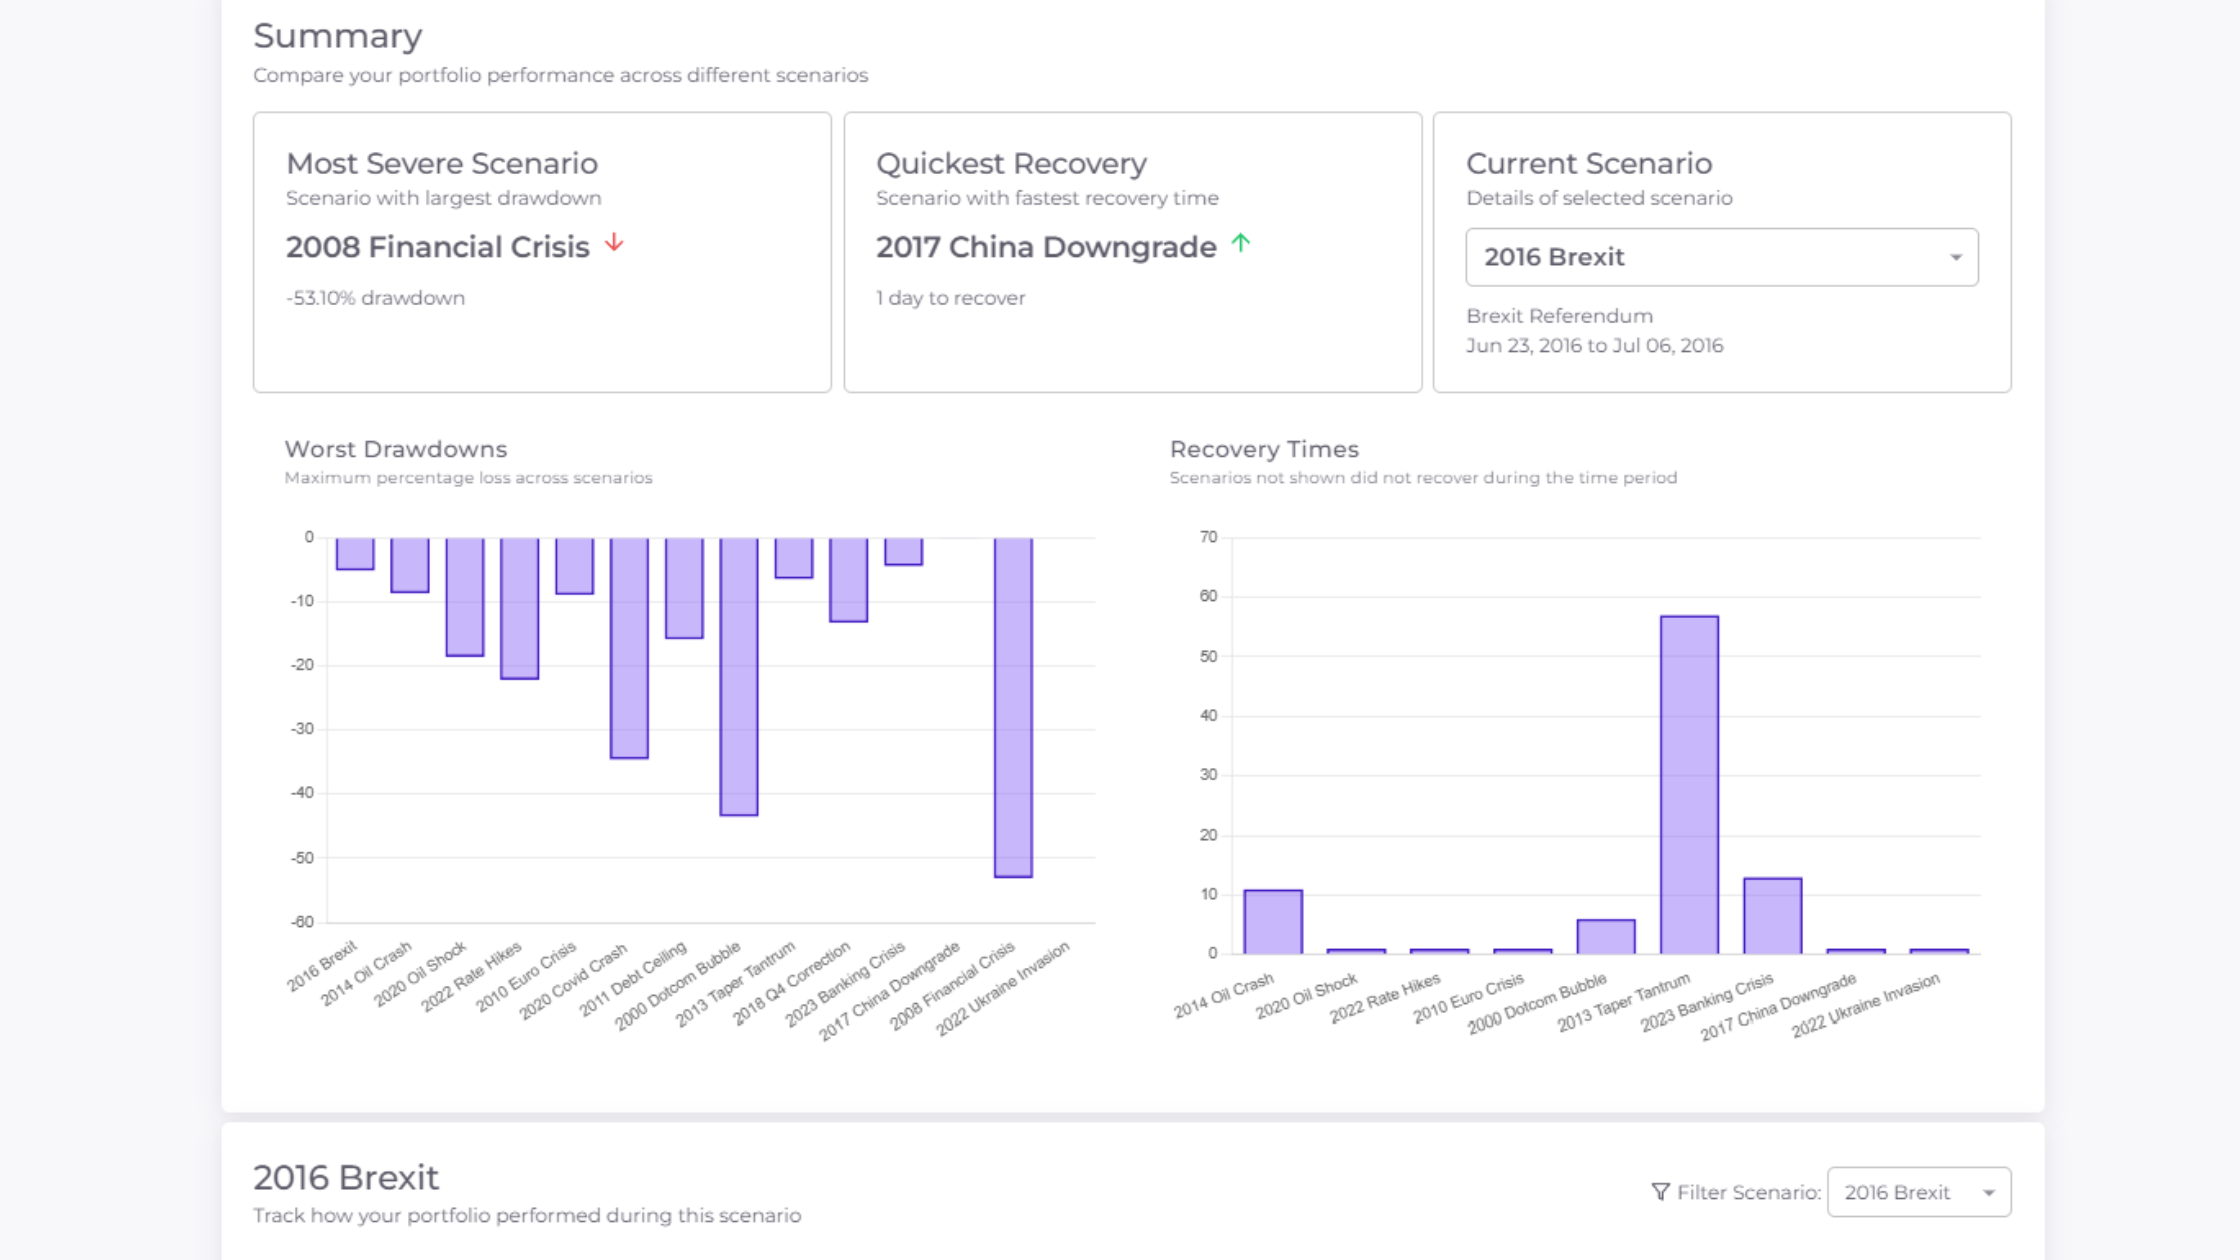 Summary
Compare your portfolio performance across different scenarios
Most Severe Scenario
Scenario with largest drawdown
2008 Financial Crisis
-53.10% drawdown
Quickest Recovery
Scenario with fastest recovery time
2017 China Downgrade
1 day to recover
Current Scenario
Details of selected scenario
2016 Brexit
Brexit Referendum
Jun 23, 2016 to Jul 06, 2016
Worst Drawdowns
Maximum percentage loss across scenarios
0
-10
-20
-30
-40
-50
-60
2016 Brexit
2014 Oil Crash
2020 Oil Shock
2022 Rate Hikes
2010 Euro Crisis
2020 Covid Crash
2011 Debt Ceiling
2000 Dotcom Bubble
2013 Taper Tantrum
2018 Q4 Correction
2023 Banking Crisis
2017 China Downgrade
2008 Financial Crisis
2022 Ukraine Invasion
Recovery Times
Scenarios not shown did not recover during the time period
70
60
50
40
30
20
10
0
2014 Oil Crash
2020 Oil Shock
2022 Rate Hikes
2010 Euro Crisis
2000 Dotcom Bubble
2013 Taper Tantrum
2023 Banking Crisis
2017 China Downgrade
2022 Ukraine Invasion
2016 Brexit
Track how your portfolio performed during this scenario
Filter Scenario:
2016 Brexit